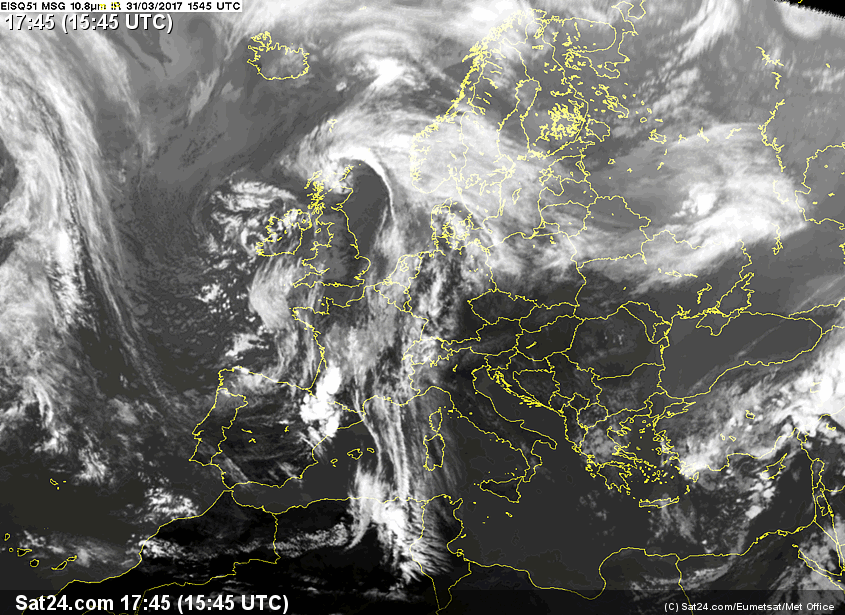 EISQ51 MSG 10.8µm IR 31/03/2017 1545 UTC
17:45 (15:45 UTC)
Sat24.com 17:45 (15:45 UTC)
(C) Sat24.com/Eumetsat/Met Office